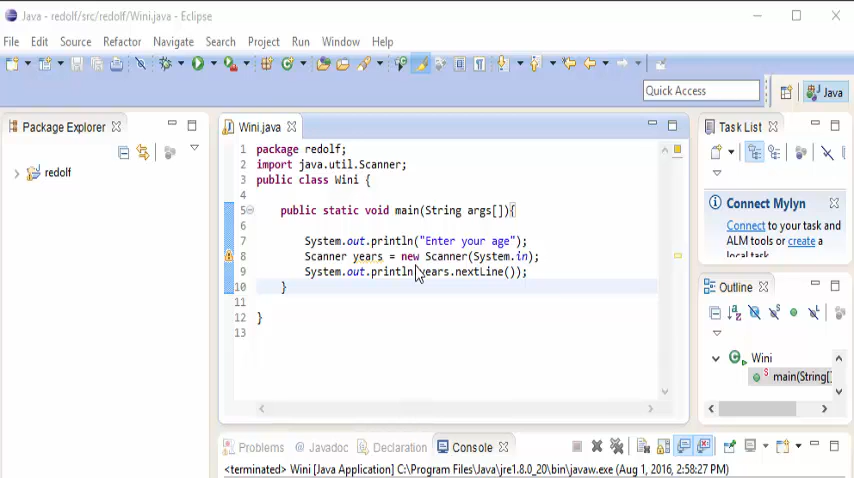 Java - redolf/src/redolf/Wini.java - Eclipse
File Edit Source Refactor Navigate Search Project Run Window Help
Quick Access
Java
Package Explorer
redolf
Wini.java
1 package redolf;
2 import java.util.Scanner;
3 public class Wini {
4
5 public static void main(String args[]){
6
7 System.out.println("Enter your age");
8 Scanner years = new Scanner(System.in);
9 System.out.println(years.nextLine());
10 }
11
12 }
13
Task List
Connect Mylyn
Connect to your task and
ALM tools or create a
local task.
Outline
Wini
main(String[
Problems @ Javadoc Declaration Console
<terminated> Wini [Java Application] C:\Program Files\Java\jre1.8.0_20\bin\javaw.exe (Aug 1, 2016, 2:58:27 PM)